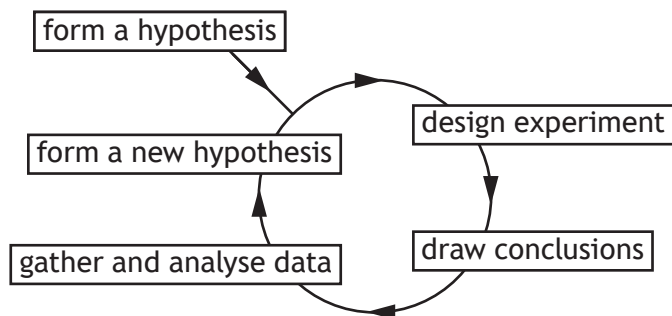 form a hypothesis
design experiment
form a new hypothesis
draw conclusions
gather and analyse data